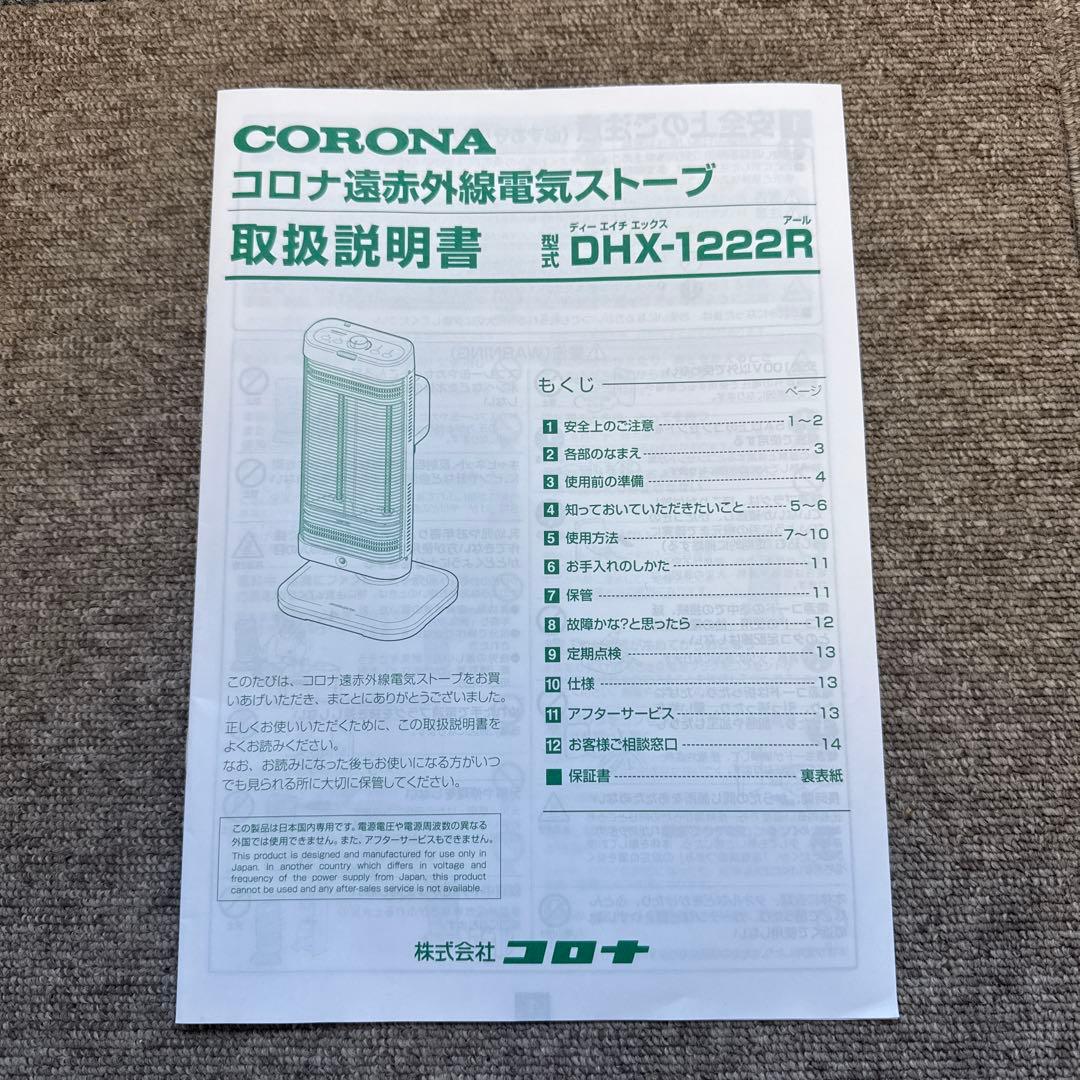 CORONA
コロナ遠赤外線電気ストーブ
取扱説明書
型式
ディー エイチ エックス アール
DHX-1222R
もくじ
ページ
1 安全上のご注意 1～2
2 各部のなまえ 3
3 使用前の準備 4
4 知っておいていただきたいこと 5～6
5 使用方法 7～10
6 お手入れのしかた 11
7 保管 11
8 故障かな?と思ったら 12
9 定期点検 13
10 仕様 13
11 アフターサービス 13
12 お客様ご相談窓口 14
■ 保証書 裏表紙
このたびは、コロナ遠赤外線電気ストーブをお買
いあげいただき、まことにありがとうございました。
正しくお使いいただくために、この取扱説明書を
よくお読みください。
なお、お読みになった後もお使いになる方がいつ
でも見られる所に大切に保管してください。
この製品は日本国内専用です。電源電圧や電源周波数の異なる
外国では使用できません。また、アフターサービスもできません。
This product is designed and manufactured for use only in
Japan. In another country which differs in voltage and
frequency of the power supply from Japan, this product
cannot be used and any after-sales service is not available.
株式会社 コロナ